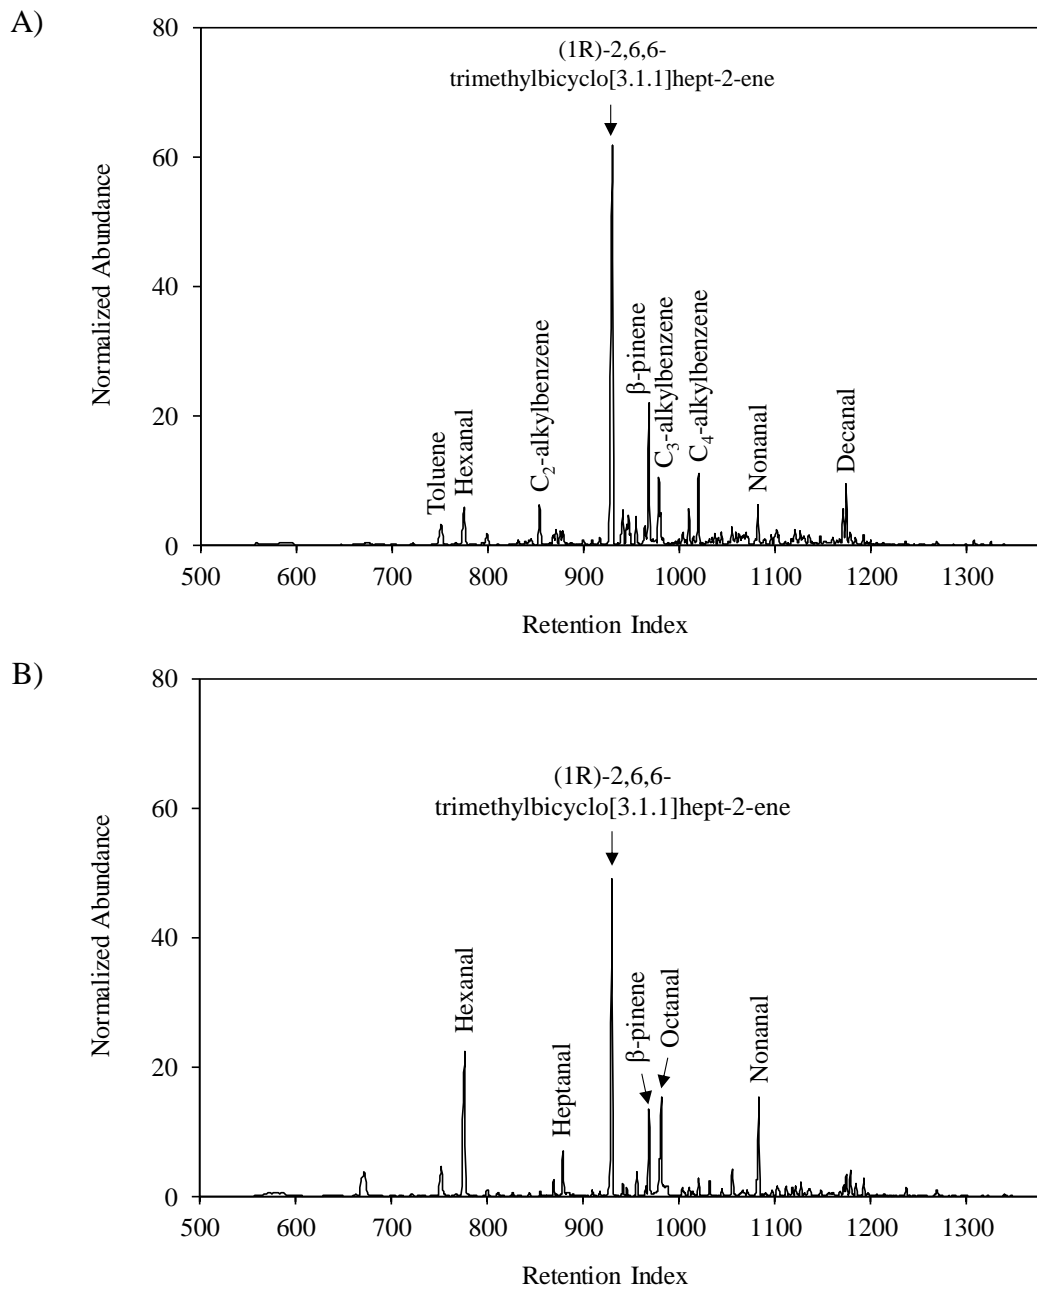 A)
80
60
40
20
0
Normalized Abundance
(1R)-2,6,6-
trimethylbicyclo[3.1.1]hept-2-ene
Toluene
Hexanal
C2-alkylbenzene
β-pinene
C3-alkylbenzene
C4-alkylbenzene
Nonanal
Decanal
500 600 700 800 900 1000 1100 1200 1300
Retention Index
B)
80
60
40
20
0
Normalized Abundance
(1R)-2,6,6-
trimethylbicyclo[3.1.1]hept-2-ene
Hexanal
Heptanal
β-pinene
Octanal
Nonanal
500 600 700 800 900 1000 1100 1200 1300
Retention Index